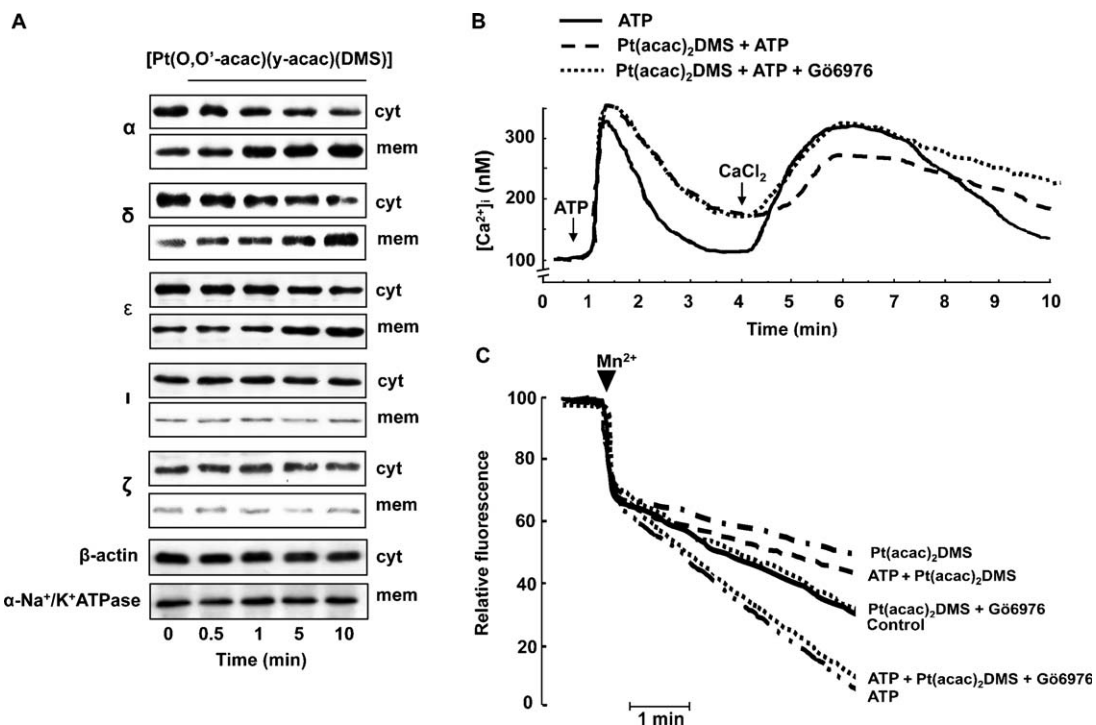 A
[Pt(O,O'-acac)(γ-acac)(DMS)]
α
cyt
mem
δ
cyt
mem
ε
cyt
mem
ι
cyt
mem
ζ
cyt
mem
β-actin
cyt
α-Na⁺/K⁺ATPase
mem
0 0.5 1 5 10
Time (min)
B
ATP
Pt(acac)₂DMS + ATP
Pt(acac)₂DMS + ATP + Gö6976
[Ca²⁺]i (nM)
300
200
100
ATP
CaCl₂
0 1 2 3 4 5 6 7 8 9 10
Time (min)
C
Mn²⁺
Relative fluorescence
100
80
60
40
20
0
Pt(acac)₂DMS
ATP + Pt(acac)₂DMS
Pt(acac)₂DMS + Gö6976
Control
ATP + Pt(acac)₂DMS + Gö6976
ATP
1 min